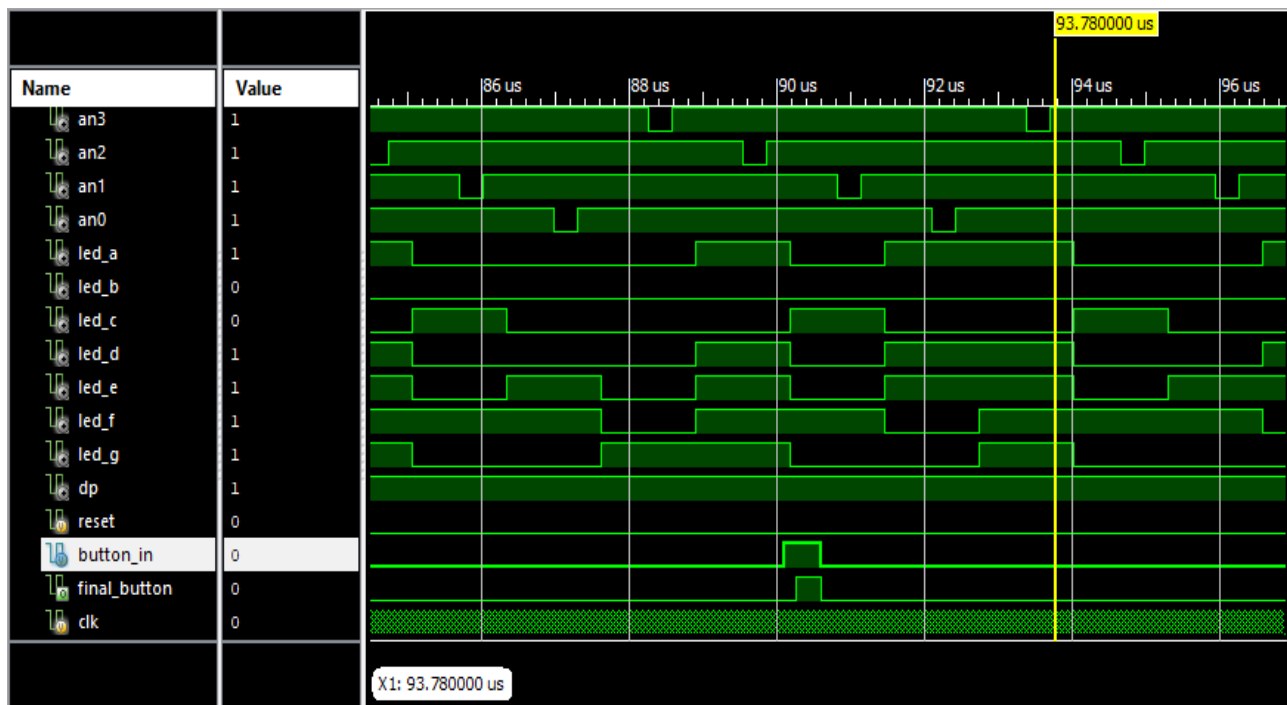 93.780000 us
Name Value
86 us 88 us 90 us 92 us 94 us 96 us
an3 1
an2 1
an1 1
an0 1
led_a 1
led_b 0
led_c 0
led_d 1
led_e 1
led_f 1
led_g 1
dp 1
reset 0
button_in 0
final_button 0
clk 0
X1: 93.780000 us